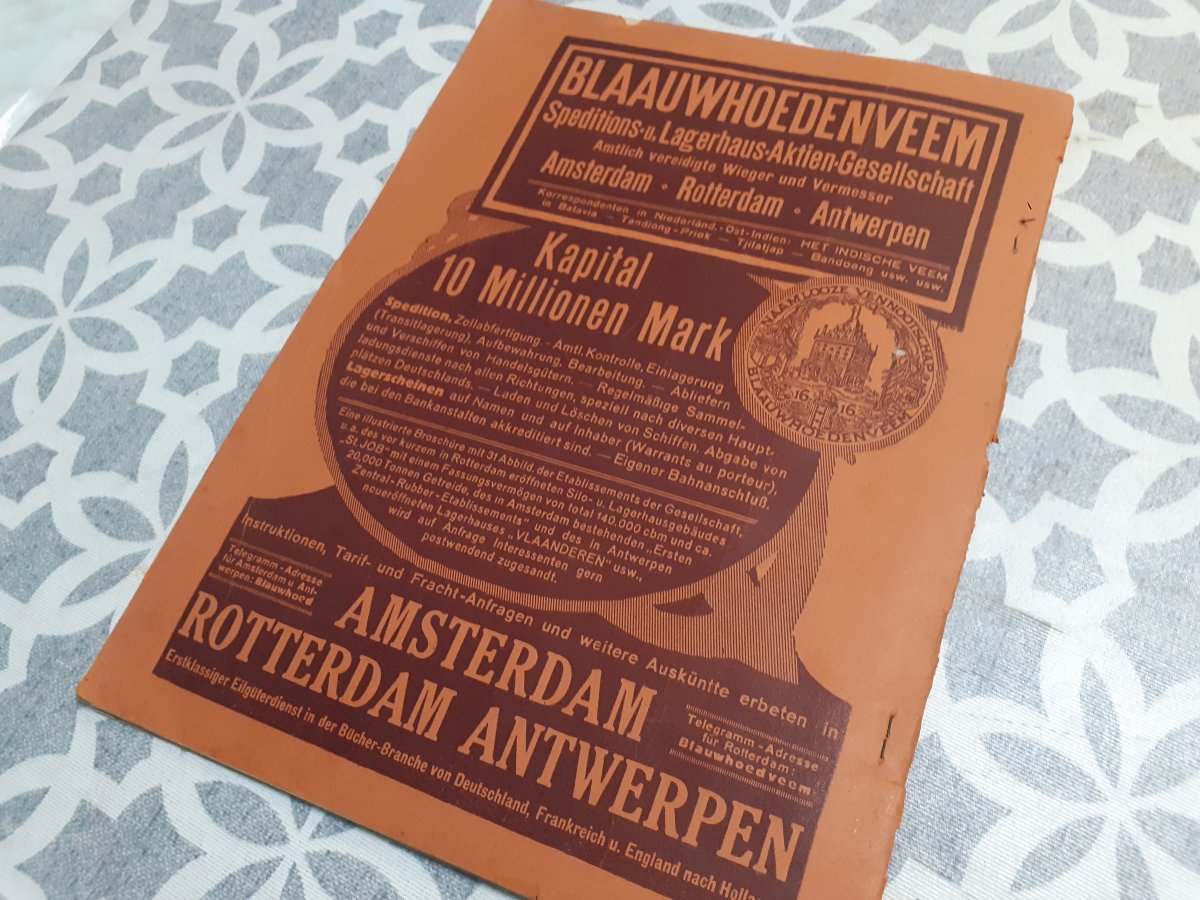 BLAAUWHOEDENVEEM
Speditions- u. Lagerhaus-Aktien-Gesellschaft
Amtlich vereidigte Wieger und Vermesser
Amsterdam · Rotterdam · Antwerpen
Korrespondenten in Niederländ.-Ost-Indien: HET INDISCHE VEEM
in Batavia — Tandjong-Priok — Tjilatjap — Bandoeng usw. usw.
Kapital
10 Millionen Mark
NAAMLOOZE VENNOOTSCHAP
16 16
BLAAUWHOEDENVEEM
Spedition, Zollabfertigung. - Amtl. Kontrolle, Einlagerung
(Transitlagerung), Aufbewahrung, Bearbeitung. — Abliefern
und Verschiffen von Handelsgütern. — Regelmäßige Sammel-
ladungsdienste nach allen Richtungen, speziell nach diversen Haupt-
plätzen Deutschlands. — Laden und Löschen von Schiffen. Abgabe von
Lagerscheinen auf Namen und auf Inhaber (Warrants au porteur),
die bei den Bankanstalten akkreditiert sind. — Eigener Bahnanschluß.
Eine illustrierte Broschüre mit 31 Abbild. der Etablissements der Gesellschaft,
u. a. des vor kurzem in Rotterdam eröffneten Silo- u. Lagerhausgebäudes
„St. JOB" mit einem Fassungsvermögen von total 140.000 cbm und ca.
20,000 Tonnen Getreide, des in Amsterdam bestehenden „Ersten
Zentral-Rubber-Etablissements" und des in Antwerpen
neueröffneten Lagerhauses „VLAANDEREN" usw.,
wird auf Anfrage Interessenten gern
postwendend zugesandt.
Instruktionen, Tarif- und Fracht-Anfragen und weitere Auskünfte erbeten in
Telegramm-Adresse
für Amsterdam u. Ant-
werpen: Blauwhoed
AMSTERDAM
ROTTERDAM ANTWERPEN
Telegramm-Adresse
für Rotterdam:
Blauwhoedveem
Erstklassiger Eilgüterdienst in der Bücher-Branche von Deutschland, Frankreich u. England nach